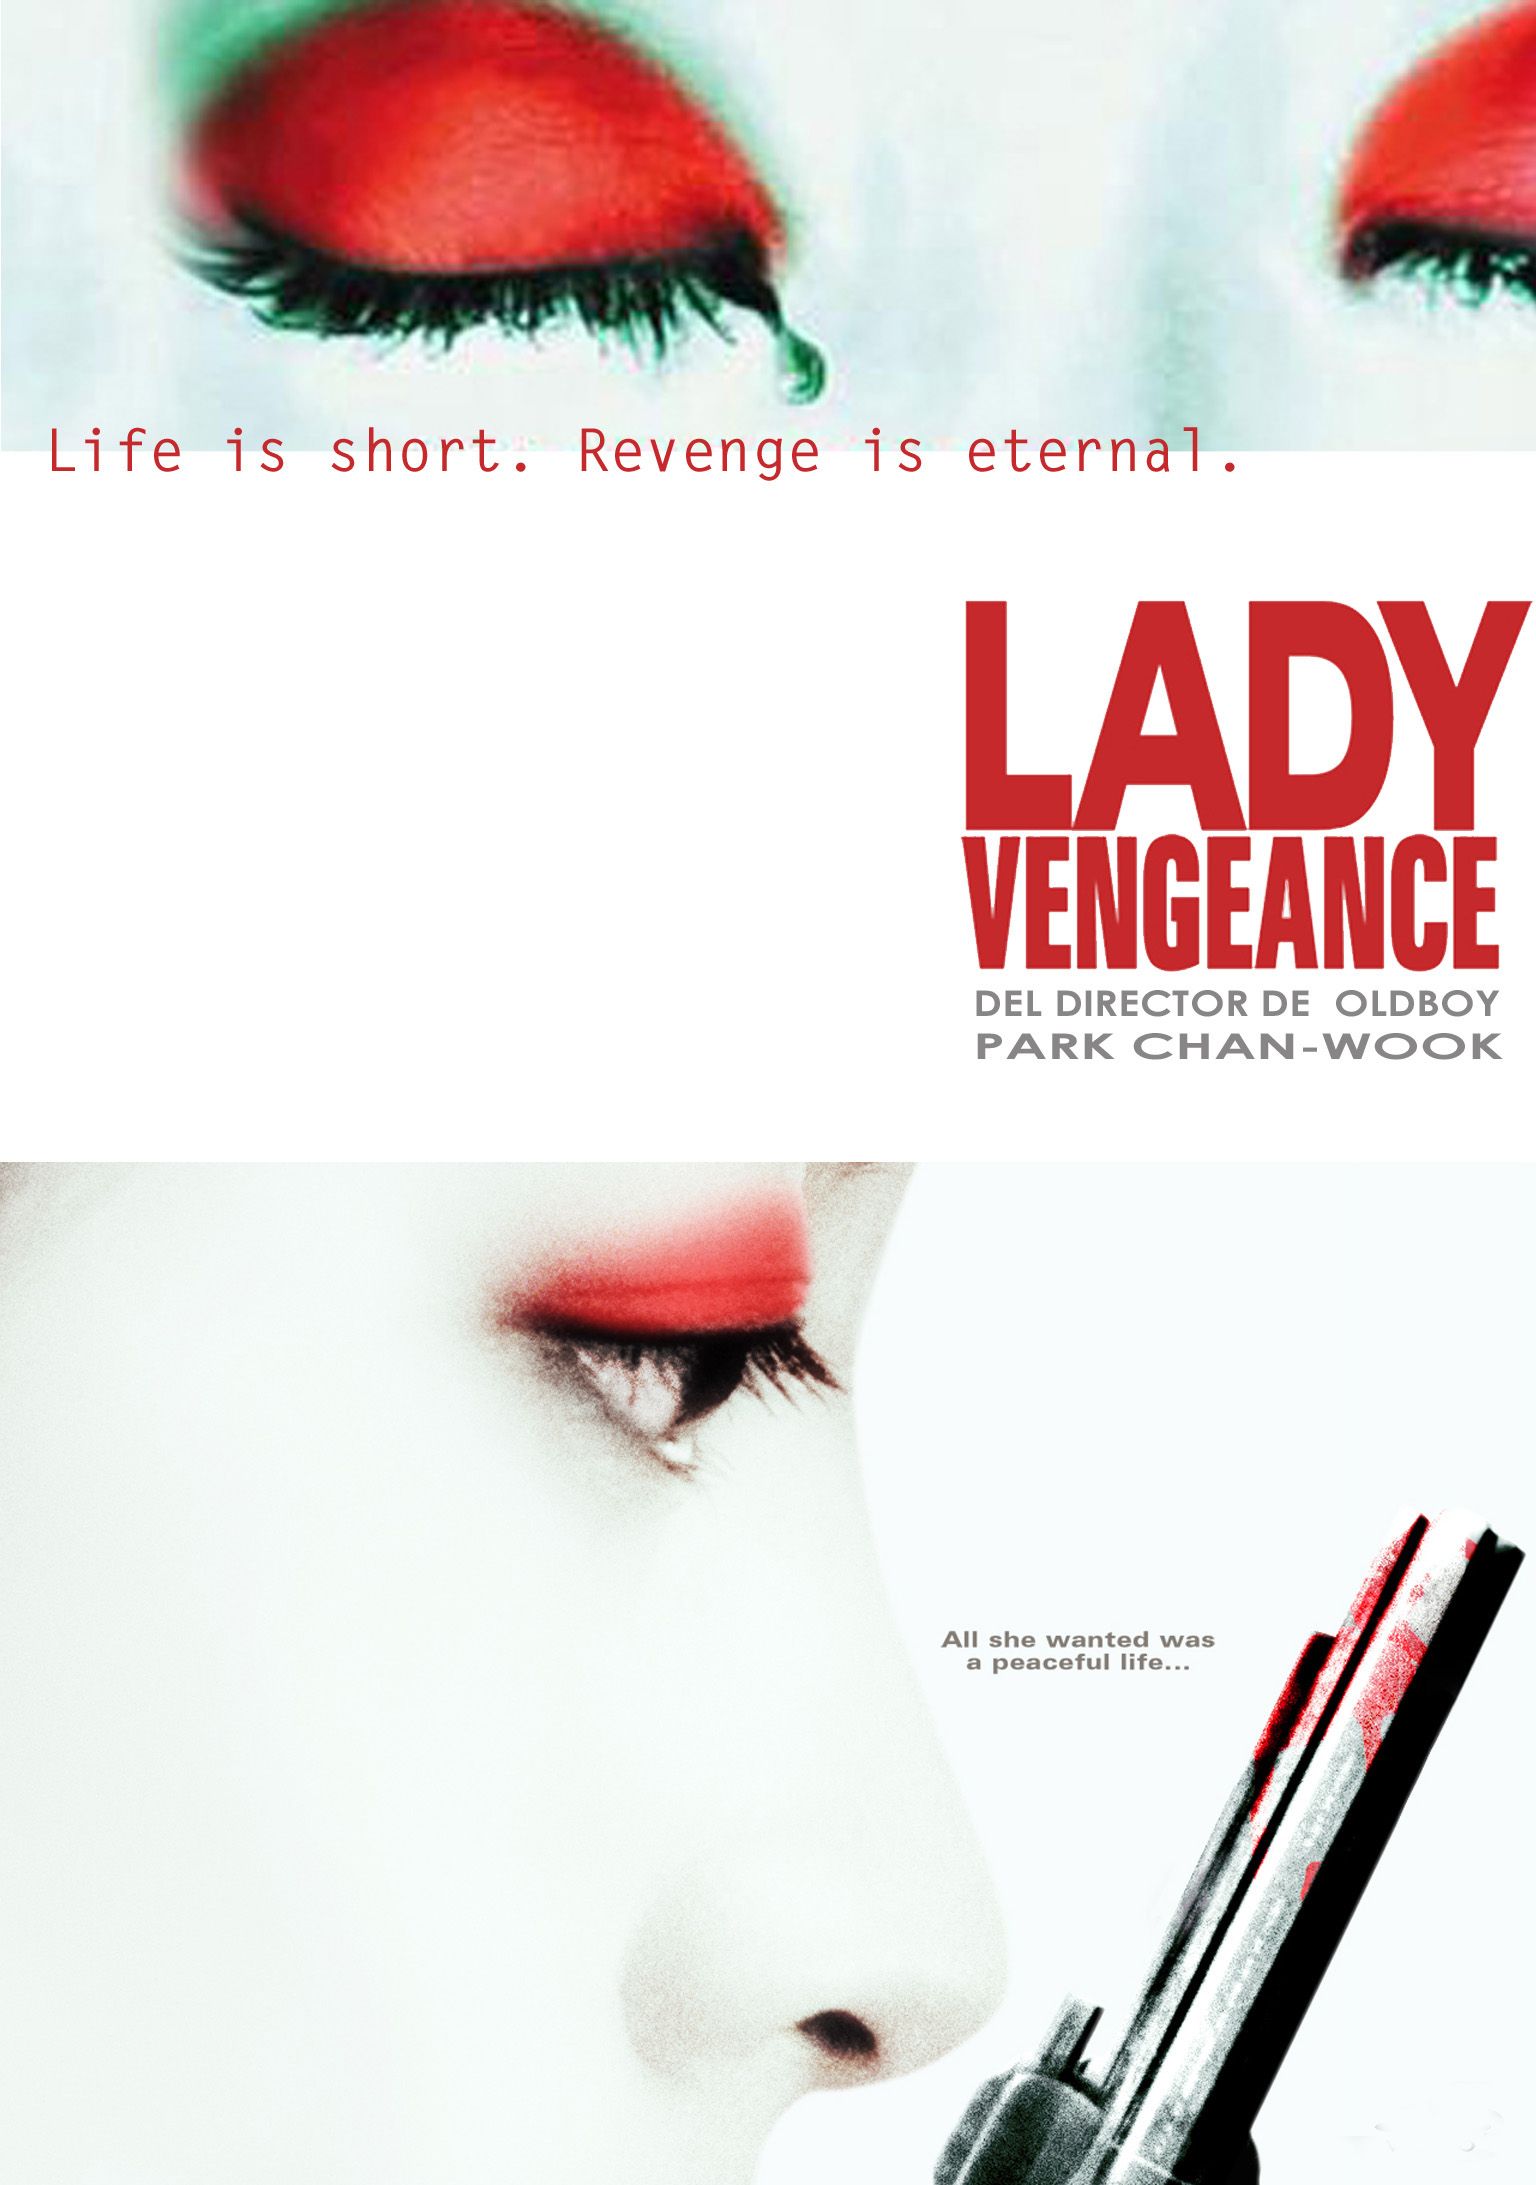 Life is short. Revenge is eternal.
LADY
VENGEANCE
DEL DIRECTOR DE OLDBOY
PARK CHAN-WOOK
All she wanted was
a peaceful life...